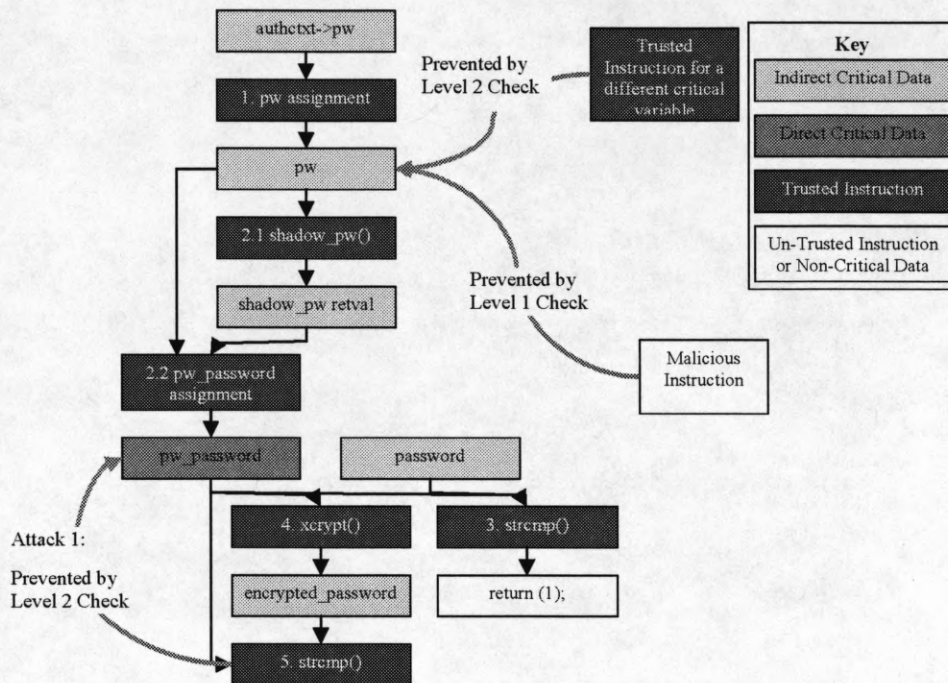 authctxt->pw
1. pw assignment
pw
2.1 shadow_pw()
shadow_pw retval
2.2 pw_password
assignment
pw_password
password
4. xcrypt()
3. strcmp()
encrypted_password
return (1);
5. strcmp()
Attack 1:
Prevented by
Level 2 Check
Prevented by
Level 2 Check
Prevented by
Level 1 Check
Trusted
Instruction for a
different critical
variable
Malicious
Instruction
Key
Indirect Critical Data
Direct Critical Data
Trusted Instruction
Un-Trusted Instruction
or Non-Critical Data